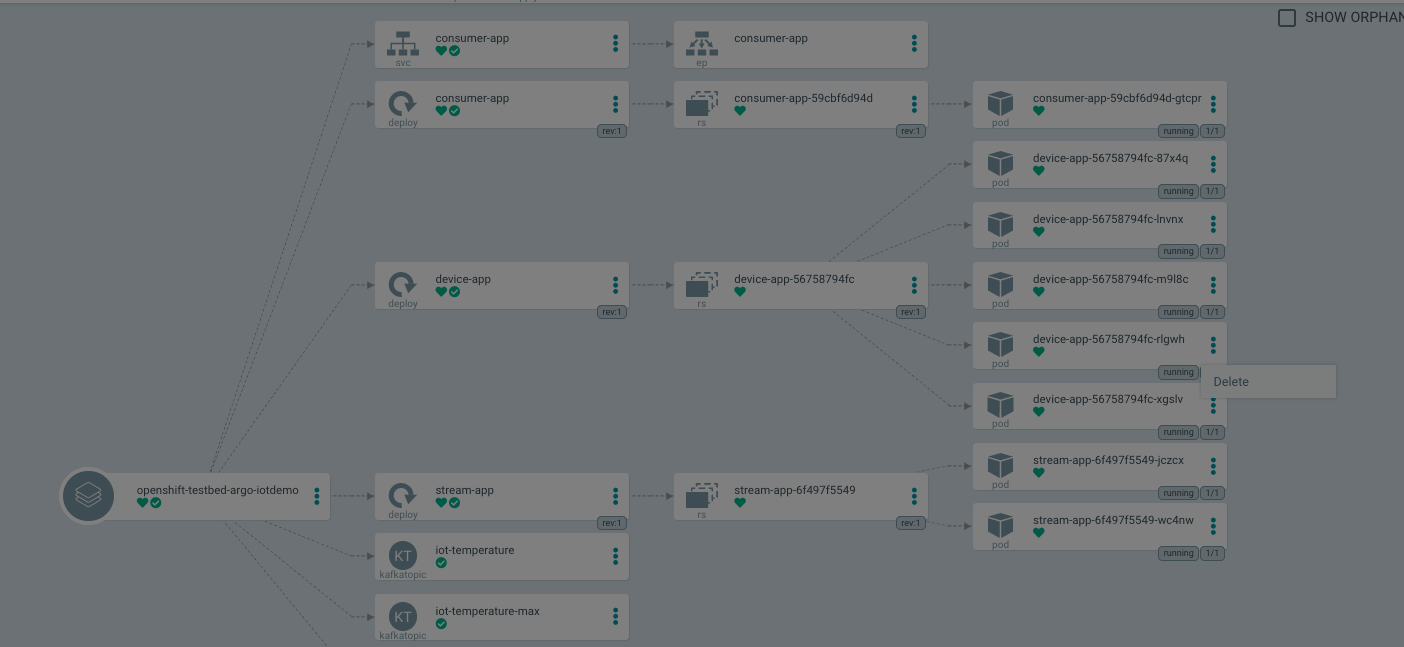 SHOW ORPHAN
consumer-app
svc
consumer-app
ep
consumer-app
deploy
rev:1
consumer-app-59cbf6d94d
rs
rev:1
consumer-app-59cbf6d94d-gtcpr
pod
running 1/1
device-app-56758794fc-87x4q
pod
running 1/1
device-app-56758794fc-lnvnx
pod
running 1/1
device-app
deploy
rev:1
device-app-56758794fc
rs
rev:1
device-app-56758794fc-m9l8c
pod
running 1/1
device-app-56758794fc-rlgwh
pod
running
Delete
device-app-56758794fc-xgslv
pod
running 1/1
stream-app-6f497f5549-jczcx
pod
running 1/1
openshift-testbed-argo-iotdemo
stream-app
deploy
rev:1
stream-app-6f497f5549
rs
rev:1
stream-app-6f497f5549-wc4nw
pod
running 1/1
KT
iot-temperature
kafkatopic
KT
iot-temperature-max
kafkatopic